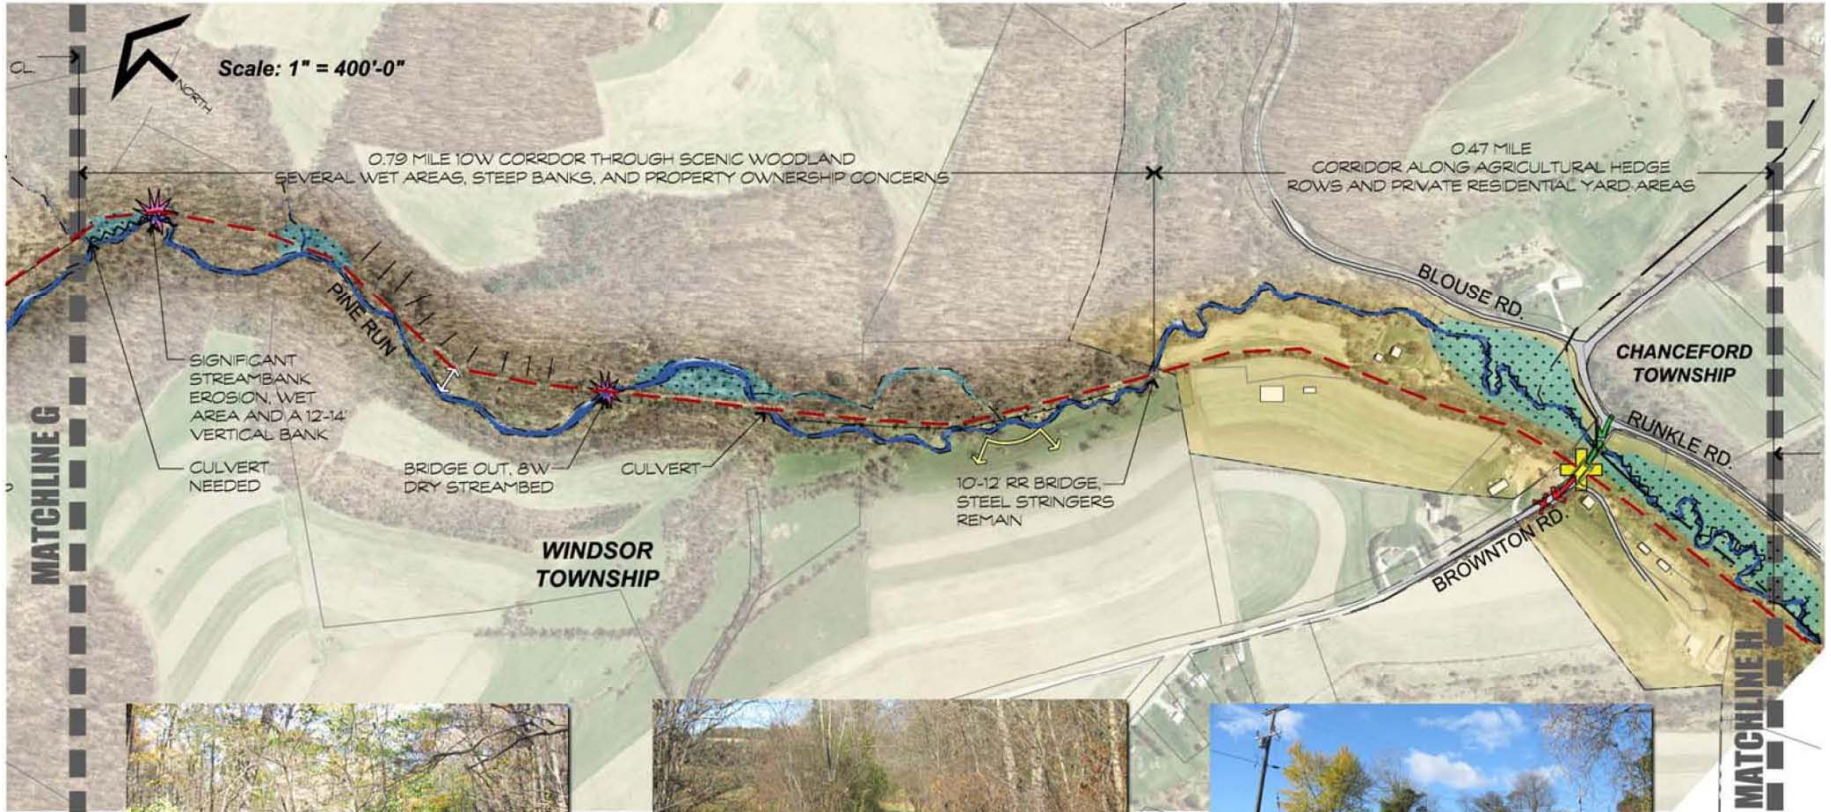 CL.
Scale: 1" = 400'-0"
NORTH
0.79 MILE 10W CORRDOR THROUGH SCENIC WOODLAND
SEVERAL WET AREAS, STEEP BANKS, AND PROPERTY OWNERSHIP CONCERNS
0.47 MILE
CORRIDOR ALONG AGRICULTURAL HEDGE
ROWS AND PRIVATE RESIDENTIAL YARD AREAS
BLOUSE RD.
PINE RUN
SIGNIFICANT
STREAMBANK
EROSION, WET
AREA AND A 12-14'
VERTICAL BANK
CHANCEFORD
TOWNSHIP
RUNKLE RD.
CULVERT
NEEDED
BRIDGE OUT, 8'W
DRY STREAMBED
CULVERT
10'-12' RR BRIDGE,
STEEL STRINGERS
REMAIN
BROWNTON RD.
WINDSOR
TOWNSHIP
MATCHLINE G
MATCHLINE H